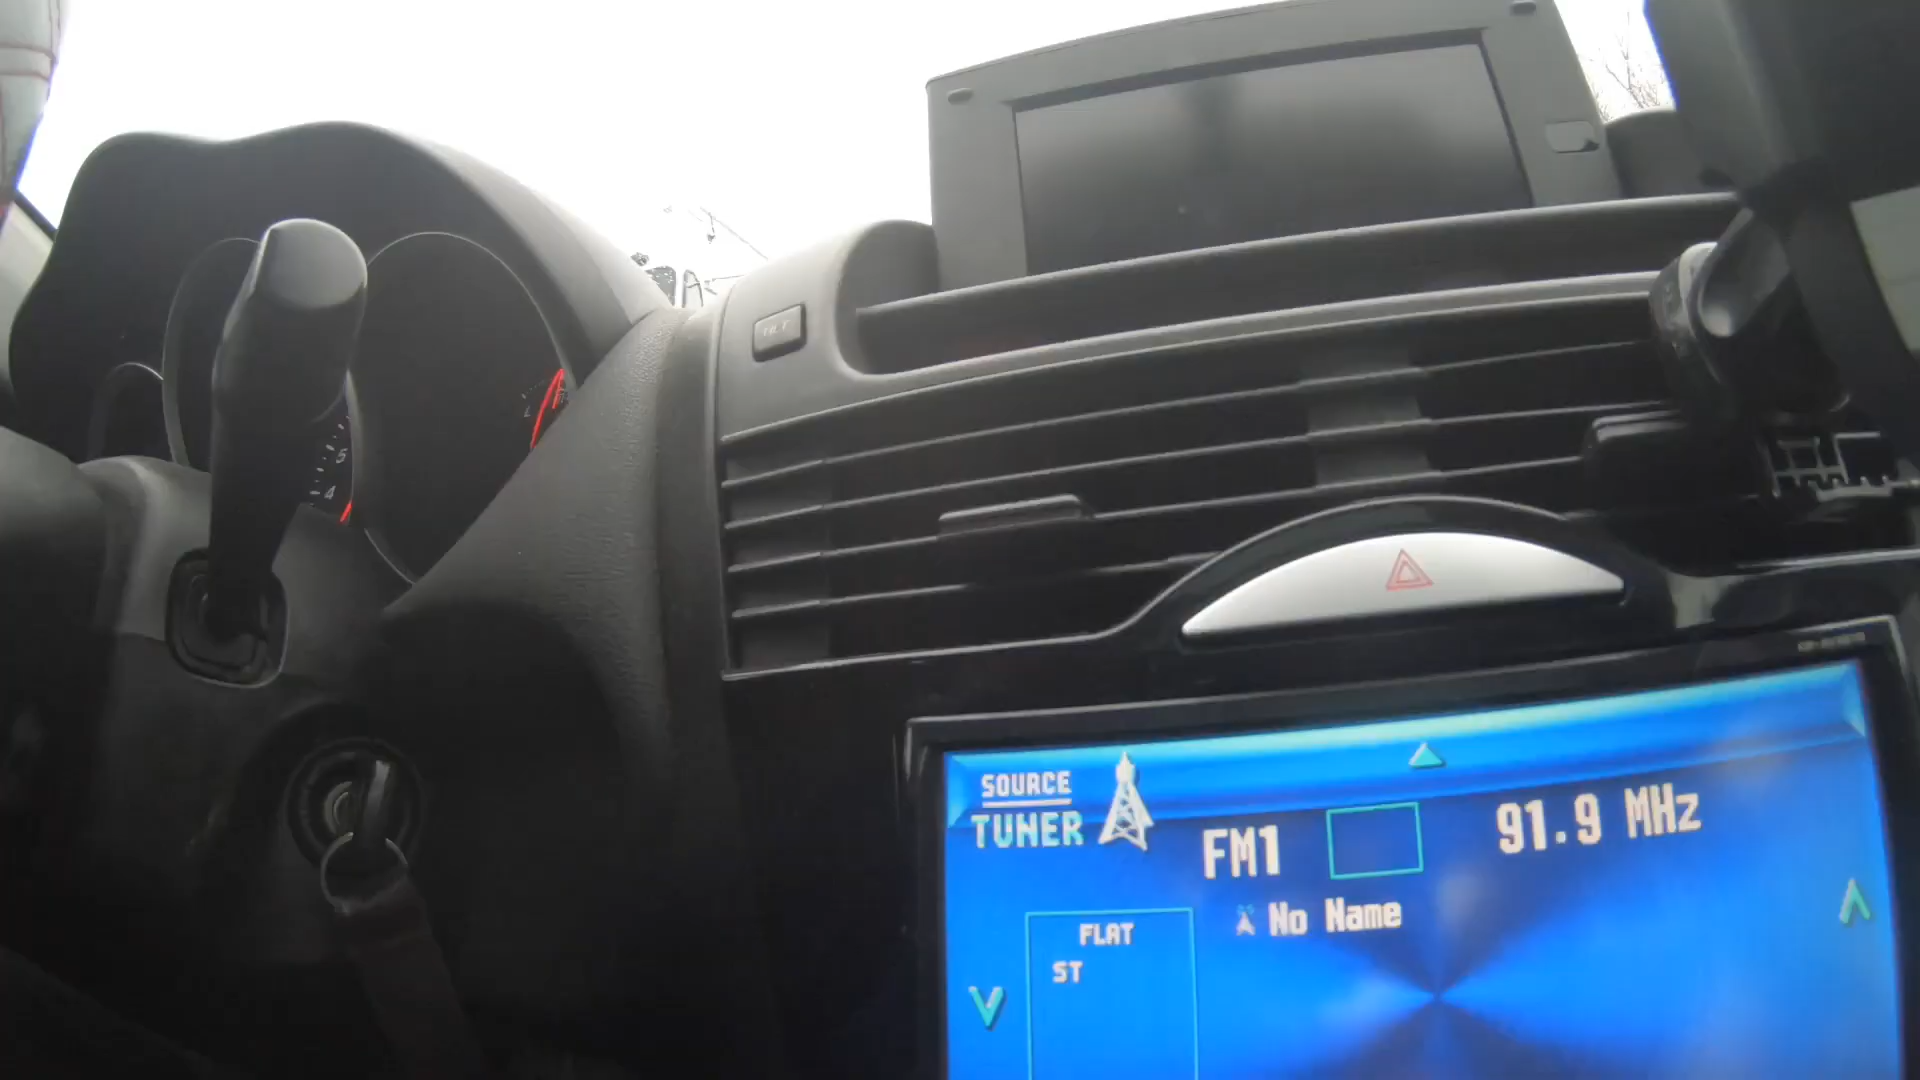 SOURCE
TUNER
FM1
91.9 MHz
No Name
FLAT
ST